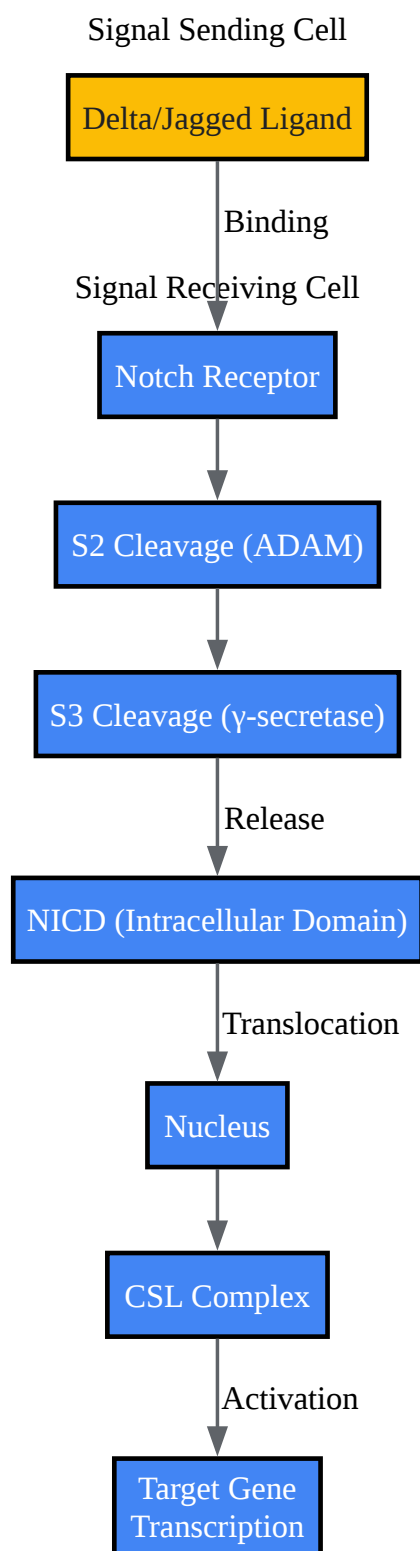 Signal Sending Cell
Delta/Jagged Ligand
Binding
Signal Receiving Cell
Notch Receptor
S2 Cleavage (ADAM)
S3 Cleavage (γ-secretase)
Release
NICD (Intracellular Domain)
Translocation
Nucleus
CSL Complex
Activation
Target Gene
Transcription